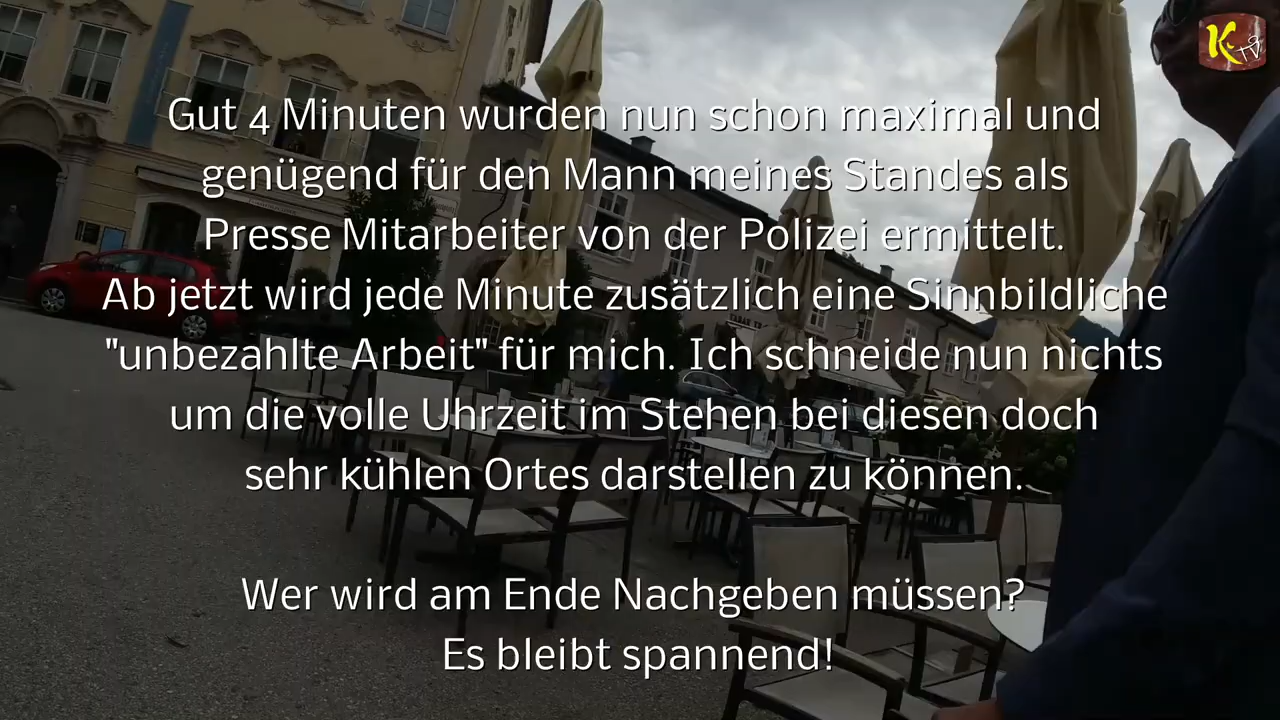 K TV
Gut 4 Minuten wurden nun schon maximal und
genügend für den Mann meines Standes als
Presse Mitarbeiter von der Polizei ermittelt.
Ab jetzt wird jede Minute zusätzlich eine Sinnbildliche
"unbezahlte Arbeit" für mich. Ich schneide nun nichts
um die volle Uhrzeit im Stehen bei diesen doch
sehr kühlen Ortes darstellen zu können.
Wer wird am Ende Nachgeben müssen?
Es bleibt spannend!